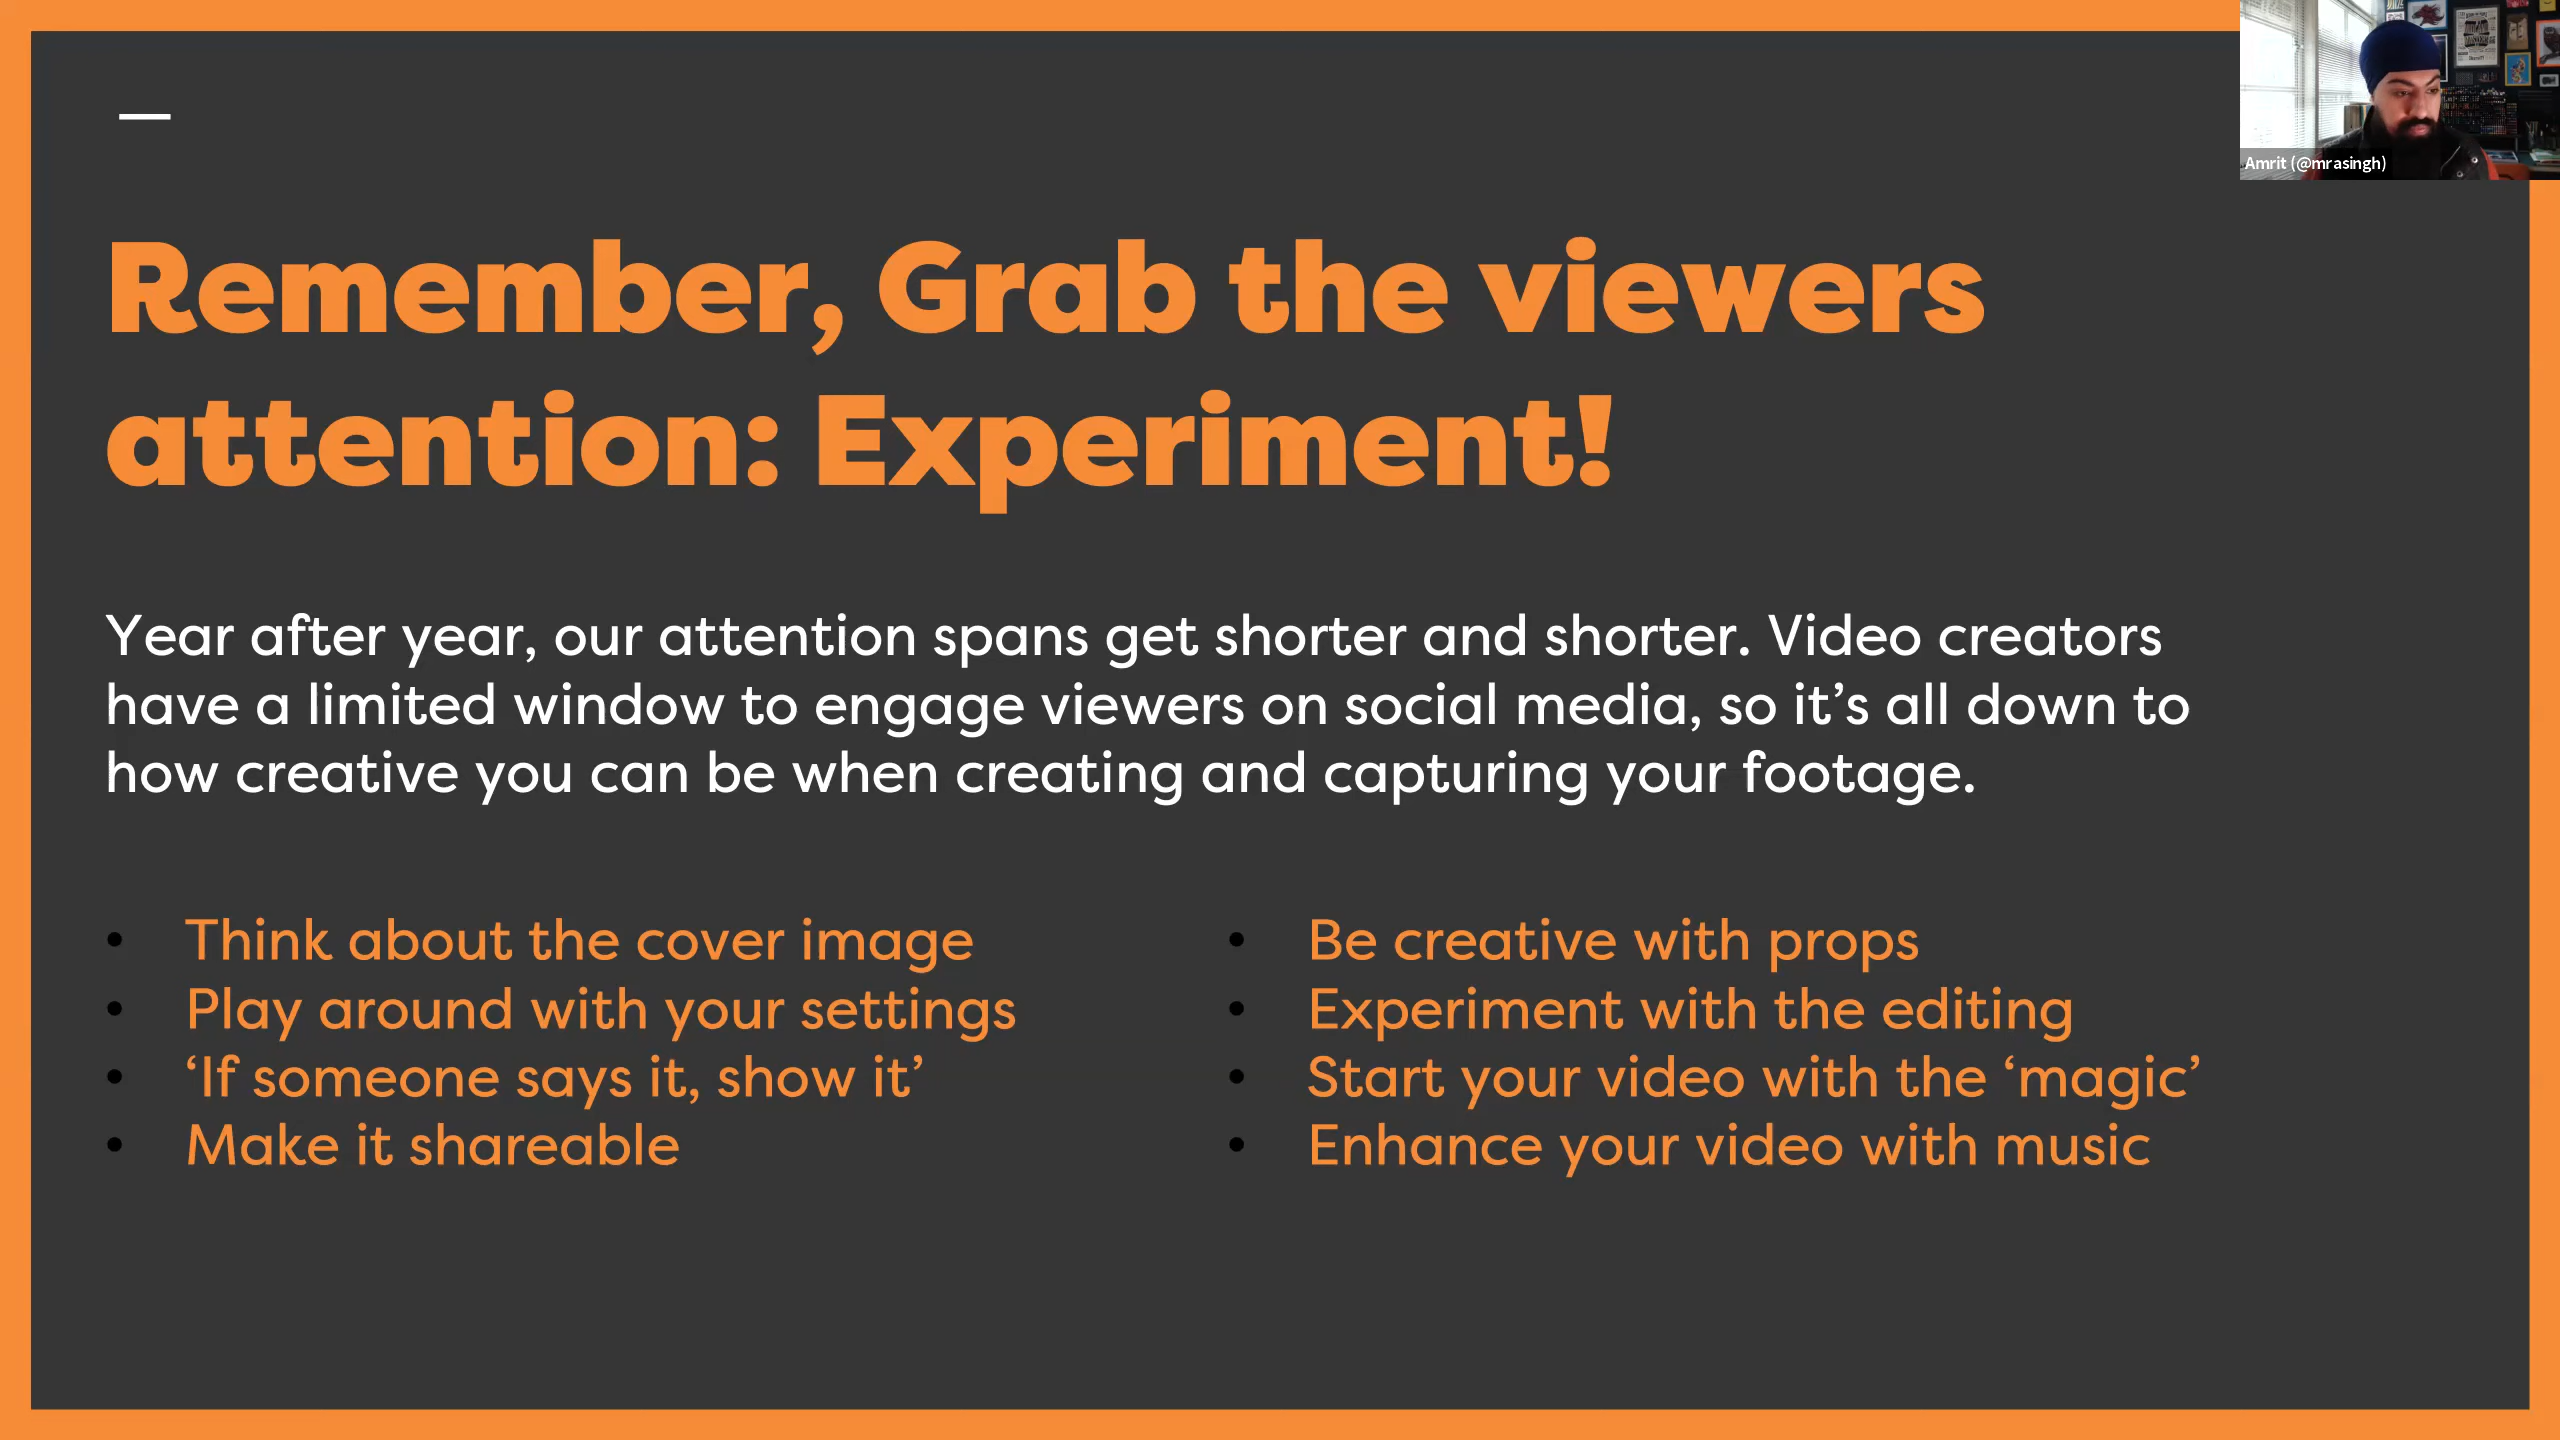 Amrit (@mrasingh)
Remember, Grab the viewers
attention: Experiment!
Year after year, our attention spans get shorter and shorter. Video creators
have a limited window to engage viewers on social media, so it’s all down to
how creative you can be when creating and capturing your footage.
• Think about the cover image
• Play around with your settings
• ‘If someone says it, show it’
• Make it shareable
• Be creative with props
• Experiment with the editing
• Start your video with the ‘magic’
• Enhance your video with music